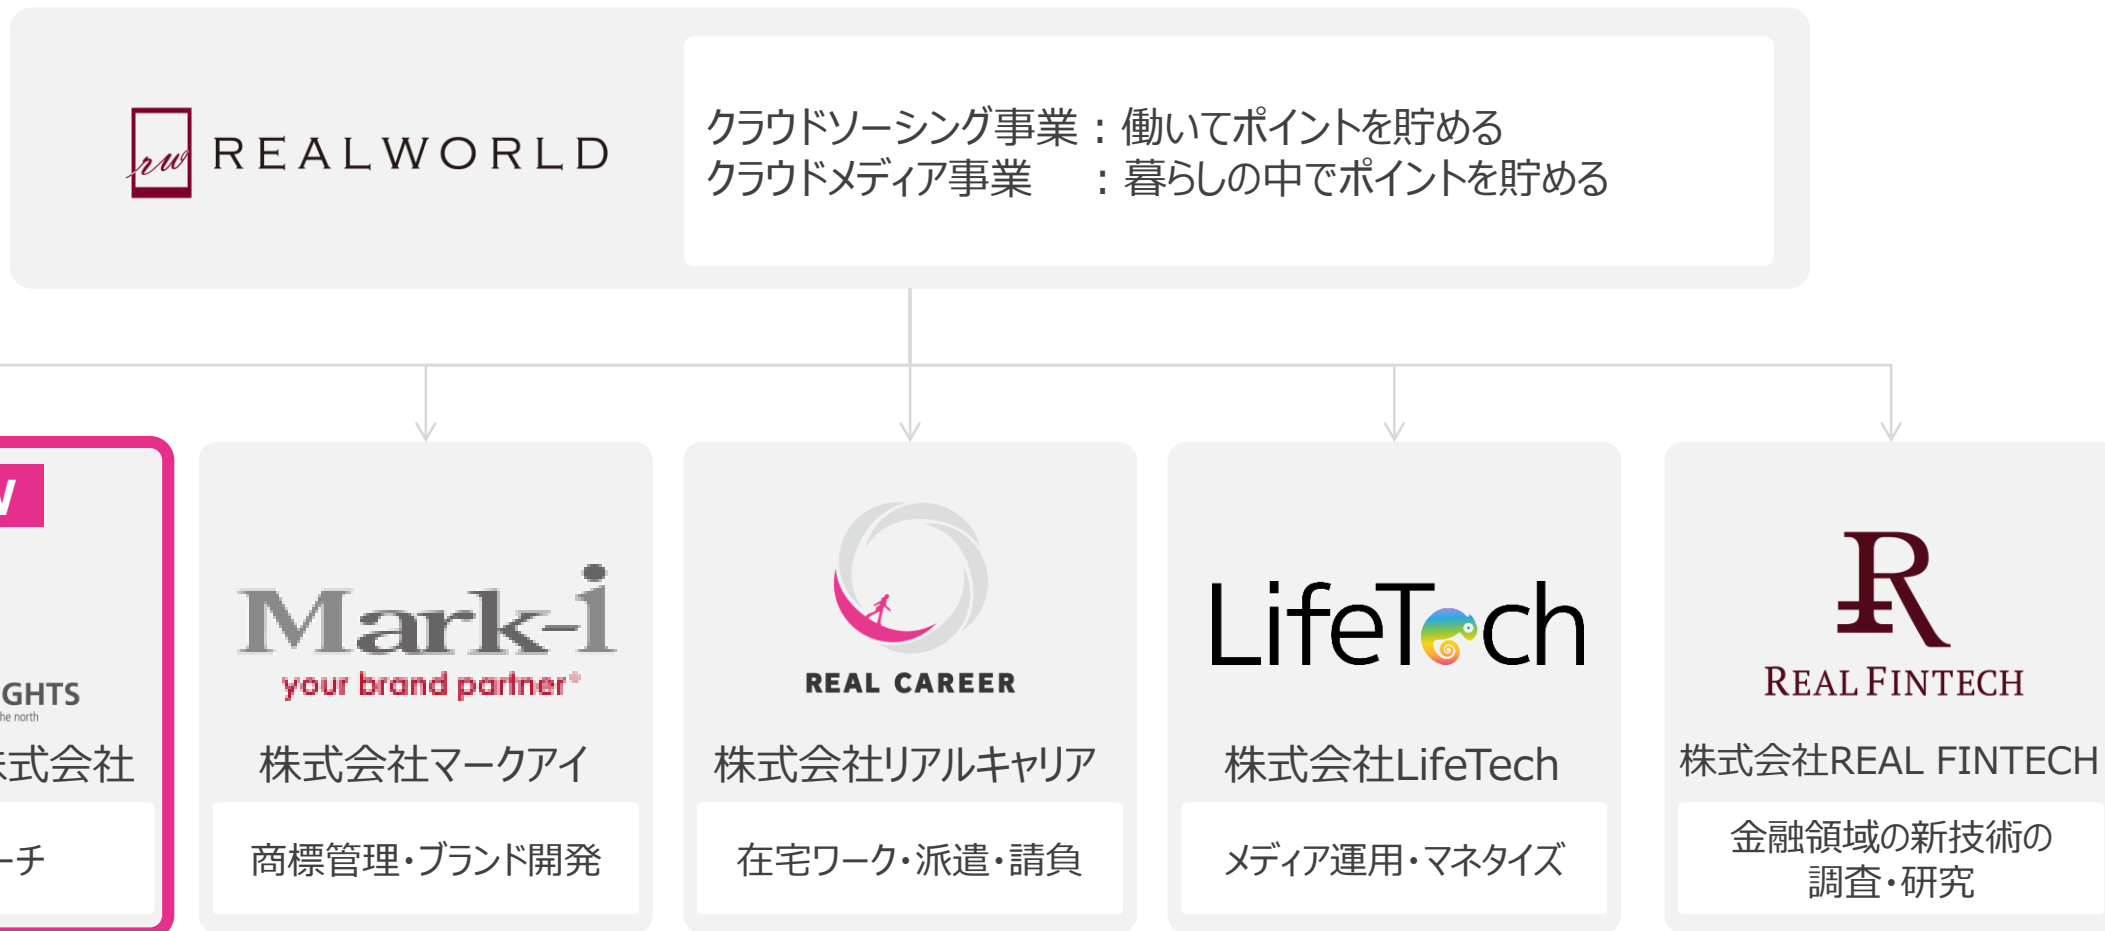 rw REALWORLD
クラウドソーシング事業：働いてポイントを貯める
クラウドメディア事業　：暮らしの中でポイントを貯める
GHTS
he north
式会社
ーチ
Mark-i
your brand partner
株式会社マークアイ
商標管理・ブランド開発
REAL CAREER
株式会社リアルキャリア
在宅ワーク・派遣・請負
LifeTech
株式会社LifeTech
メディア運用・マネタイズ
R
REAL FINTECH
株式会社REAL FINTECH
金融領域の新技術の
調査・研究